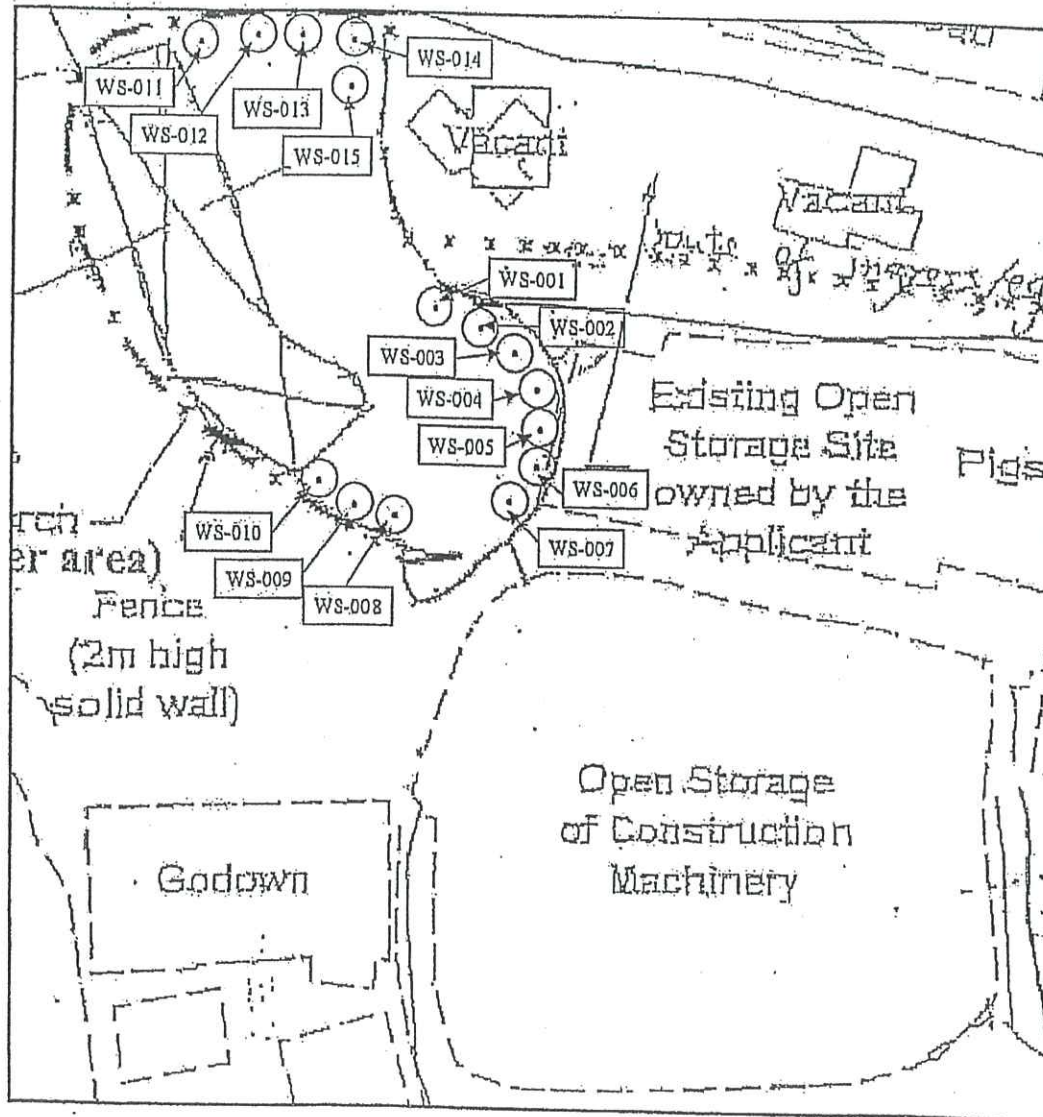 WS-014
WS-011
WS-013
WS-012
WS-015
Vacant
Vacant
WS-001
WS-002
WS-003
WS-004
WS-005
WS-006
WS-007
WS-010
WS-009
WS-008
Existing Open
Storage Site
owned by the
Applicant
Pigs
er area)
Fence
(2m high
solid wall)
Open Storage
of Construction
Machinery
Godown